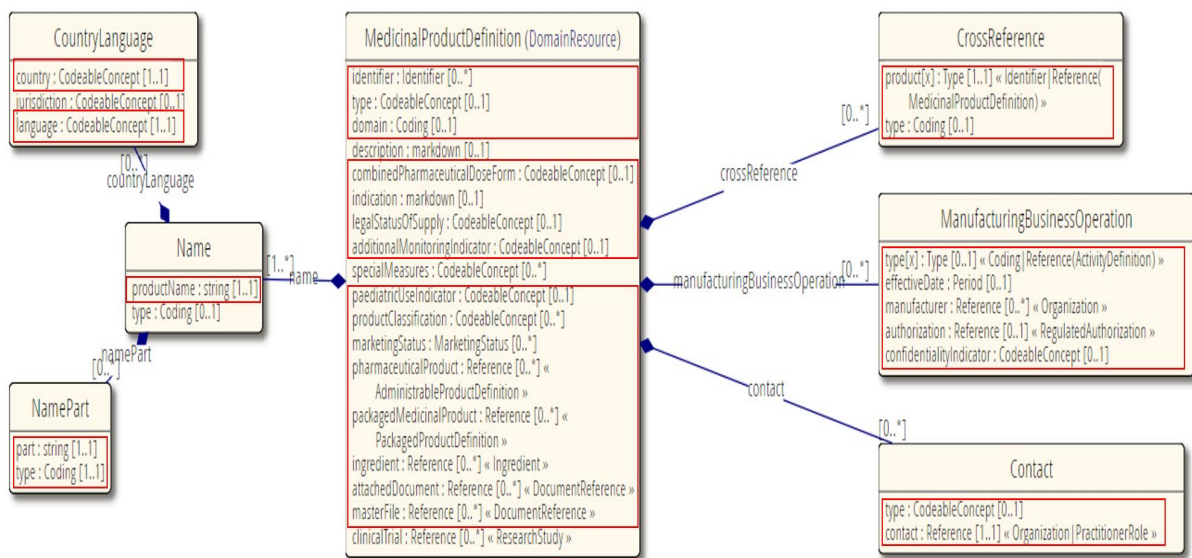 CountryLanguage
country : CodeableConcept [1..1]
jurisdiction : CodeableConcept [0..1]
language : CodeableConcept [1..1]
[0..*]
countryLanguage
Name
productName : string [1..1]
type : Coding [0..1]
[1..*]
name
namePart
[0..*]
NamePart
part : string [1..1]
type : Coding [1..1]
MedicinalProductDefinition (DomainResource)
identifier : Identifier [0..*]
type : CodeableConcept [0..1]
domain : Coding [0..1]
description : markdown [0..1]
combinedPharmaceuticalDoseForm : CodeableConcept [0..1]
indication : markdown [0..1]
legalStatusOfSupply : CodeableConcept [0..1]
additionalMonitoringIndicator : CodeableConcept [0..1]
specialMeasures : CodeableConcept [0..*]
paediatricUseIndicator : CodeableConcept [0..1]
productClassification : CodeableConcept [0..*]
marketingStatus : MarketingStatus [0..*]
pharmaceuticalProduct : Reference [0..*] «
AdministrableProductDefinition »
packagedMedicinalProduct : Reference [0..*] «
PackagedProductDefinition »
ingredient : Reference [0..*] « Ingredient »
attachedDocument : Reference [0..*] « DocumentReference »
masterFile : Reference [0..*] « DocumentReference »
clinicalTrial : Reference [0..*] « ResearchStudy »
crossReference
[0..*]
CrossReference
product[x] : Type [1..1] « Identifier|Reference(
MedicinalProductDefinition) »
type : Coding [0..1]
manufacturingBusinessOperation
[0..*]
ManufacturingBusinessOperation
type[x] : Type [0..1] « Coding|Reference(ActivityDefinition) »
effectiveDate : Period [0..1]
manufacturer : Reference [0..*] « Organization »
authorization : Reference [0..1] « RegulatedAuthorization »
confidentialityIndicator : CodeableConcept [0..1]
contact
[0..*]
Contact
type : CodeableConcept [0..1]
contact : Reference [1..1] « Organization|PractitionerRole »